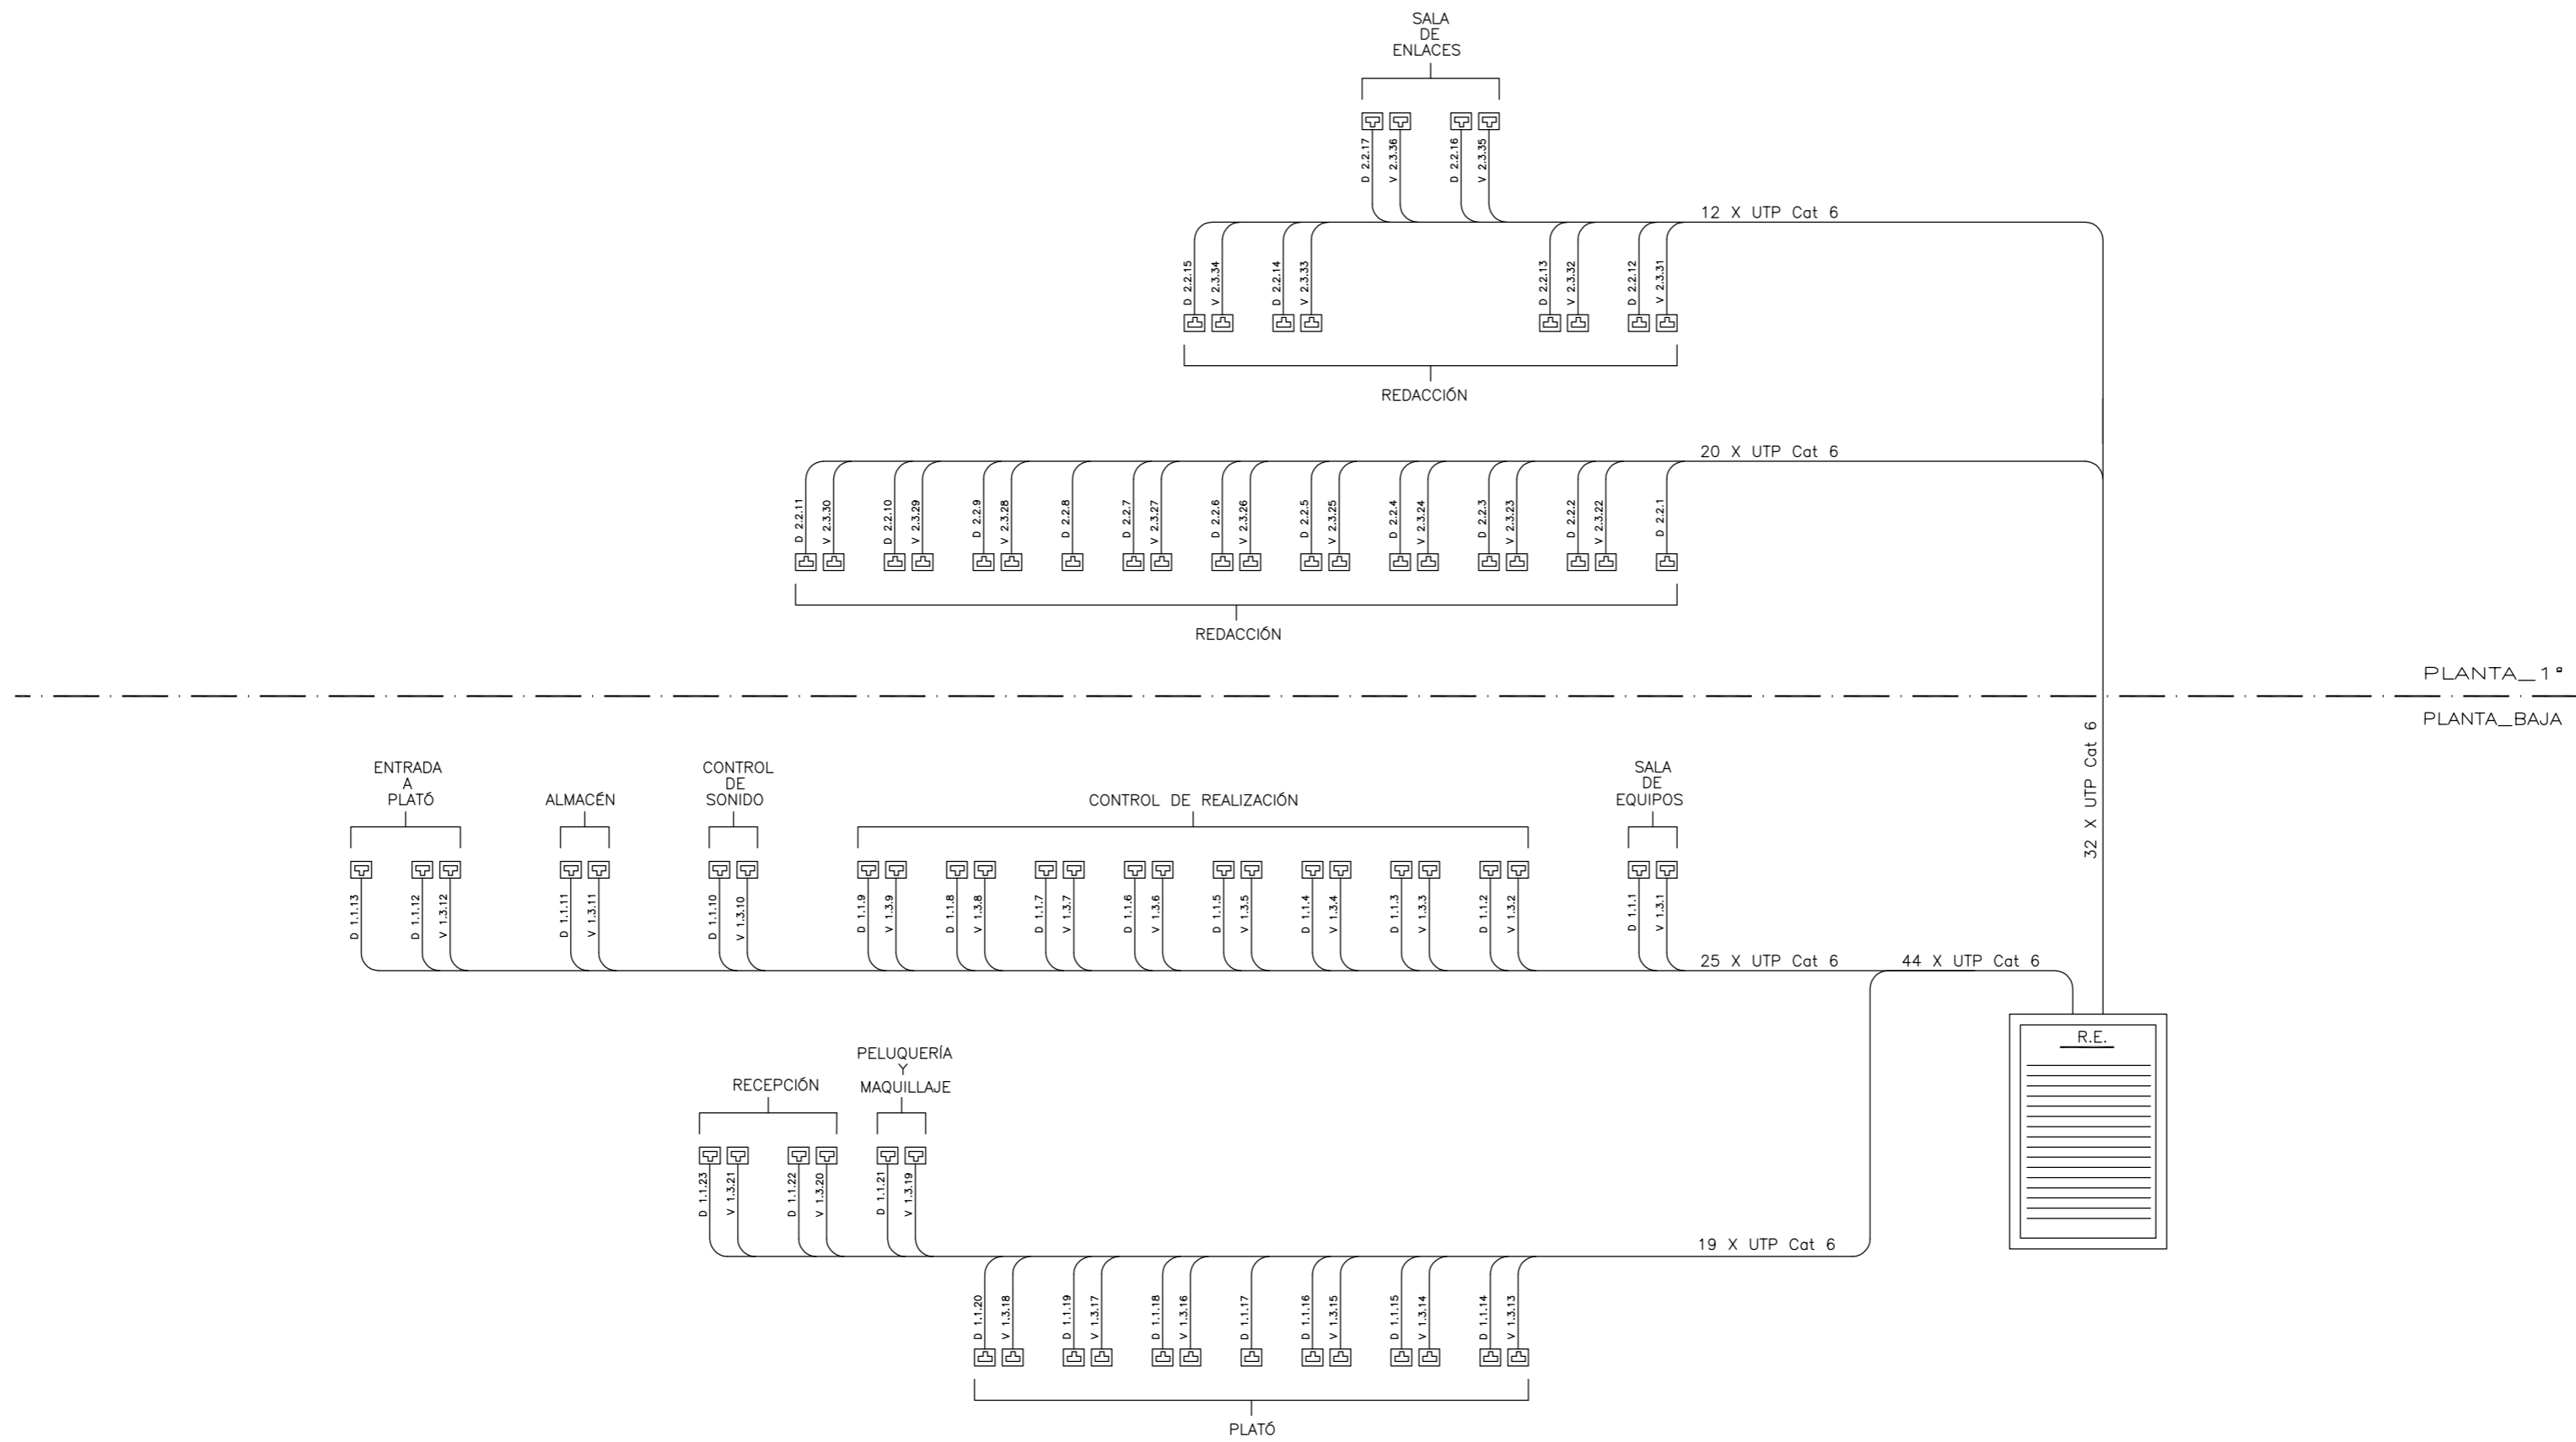 SALA
DE
ENLACES
D 2.2.17
V 2.3.36
D 2.2.16
V 2.3.35
12 X UTP Cat 6
D 2.2.15
V 2.3.34
D 2.2.14
V 2.3.33
D 2.2.13
V 2.3.32
D 2.2.12
V 2.3.31
REDACCIÓN
20 X UTP Cat 6
D 2.2.11
V 2.3.30
D 2.2.10
V 2.3.29
D 2.2.9
V 2.3.28
D 2.2.8
D 2.2.7
V 2.3.27
D 2.2.6
V 2.3.26
D 2.2.5
V 2.3.25
D 2.2.4
V 2.3.24
D 2.2.3
V 2.3.23
D 2.2.2
V 2.3.22
D 2.2.1
REDACCIÓN
PLANTA_1ª
PLANTA_BAJA
32 X UTP Cat 6
ENTRADA
A
PLATÓ
ALMACÉN
CONTROL
DE
SONIDO
CONTROL DE REALIZACIÓN
SALA
DE
EQUIPOS
D 1.1.13
D 1.1.12
V 1.3.12
D 1.1.11
V 1.3.11
D 1.1.10
V 1.3.10
D 1.1.9
V 1.3.9
D 1.1.8
V 1.3.8
D 1.1.7
V 1.3.7
D 1.1.6
V 1.3.6
D 1.1.5
V 1.3.5
D 1.1.4
V 1.3.4
D 1.1.3
V 1.3.3
D 1.1.2
V 1.3.2
D 1.1.1
V 1.3.1
25 X UTP Cat 6
44 X UTP Cat 6
R.E.
RECEPCIÓN
PELUQUERÍA
Y
MAQUILLAJE
D 1.1.23
V 1.3.21
D 1.1.22
V 1.3.20
D 1.1.21
V 1.3.19
19 X UTP Cat 6
D 1.1.20
V 1.3.18
D 1.1.19
V 1.3.17
D 1.1.18
V 1.3.16
D 1.1.17
D 1.1.16
V 1.3.15
D 1.1.15
V 1.3.14
D 1.1.14
V 1.3.13
PLATÓ